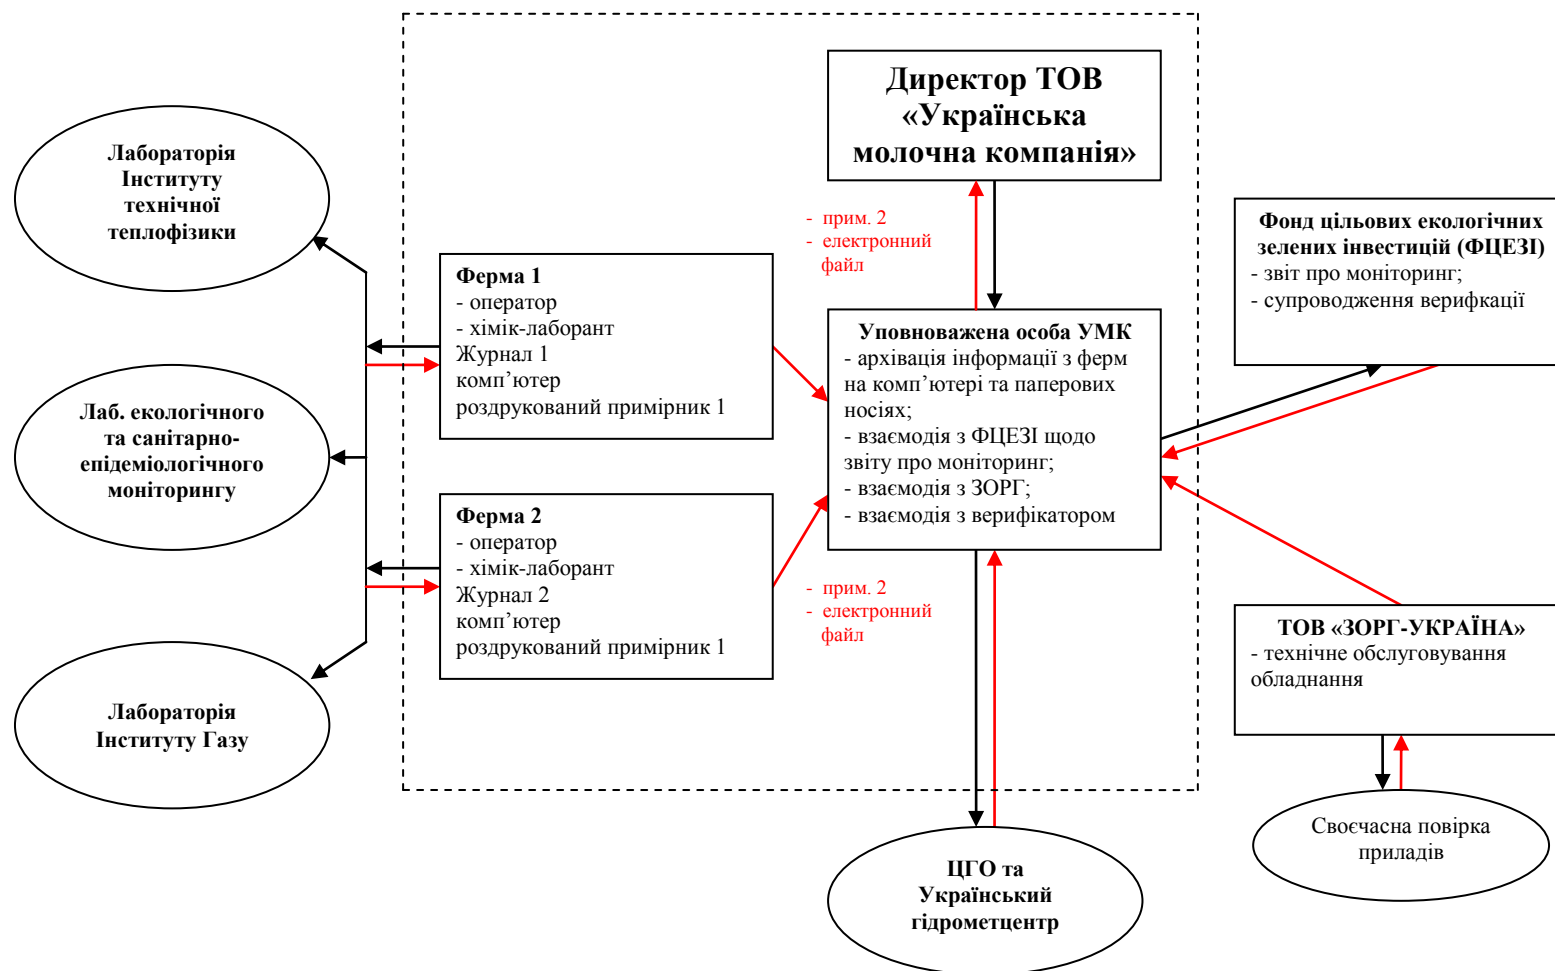 Директор ТОВ
«Українська
молочна компанія»
Лабораторія
Інституту
технічної
теплофізики
- прим. 2
- електронний
файл
Фонд цільових екологічних
зелених інвестицій (ФЦЕЗІ)
- звіт про моніторинг;
- супроводження верифкації
Ферма 1
- оператор
- хімік-лаборант
Журнал 1
комп’ютер
роздрукований примірник 1
Уповноважена особа УМК
- архівація інформації з ферм
на комп’ютері та паперових
носіях;
- взаємодія з ФЦЕЗІ щодо
звіту про моніторинг;
- взаємодія з ЗОРГ;
- взаємодія з верифікатором
Лаб. екологічного
та санітарно-
епідеміологічного
моніторингу
Ферма 2
- оператор
- хімік-лаборант
Журнал 2
комп’ютер
роздрукований примірник 1
- прим. 2
- електронний
файл
ТОВ «ЗОРГ-УКРАЇНА»
- технічне обслуговування
обладнання
Лабораторія
Інституту Газу
Своєчасна повірка
приладів
ЦГО та
Український
гідрометцентр